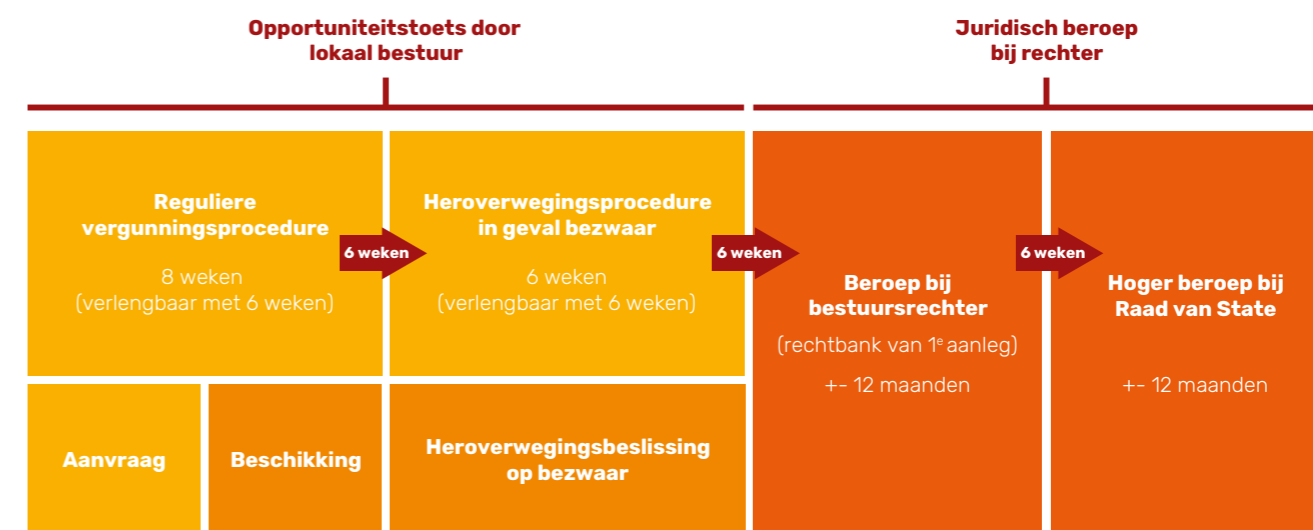 Opportuniteitstoets door
lokaal bestuur
Juridisch beroep
bij rechter
Reguliere
vergunningsprocedure
8 weken
(verlengbaar met 6 weken)
6 weken
Heroverwegingsprocedure
in geval bezwaar
6 weken
(verlengbaar met 6 weken)
6 weken
Beroep bij
bestuursrechter
(rechtbank van 1e aanleg)
+- 12 maanden
6 weken
Hoger beroep bij
Raad van State
+- 12 maanden
Aanvraag
Beschikking
Heroverwegingsbeslissing
op bezwaar